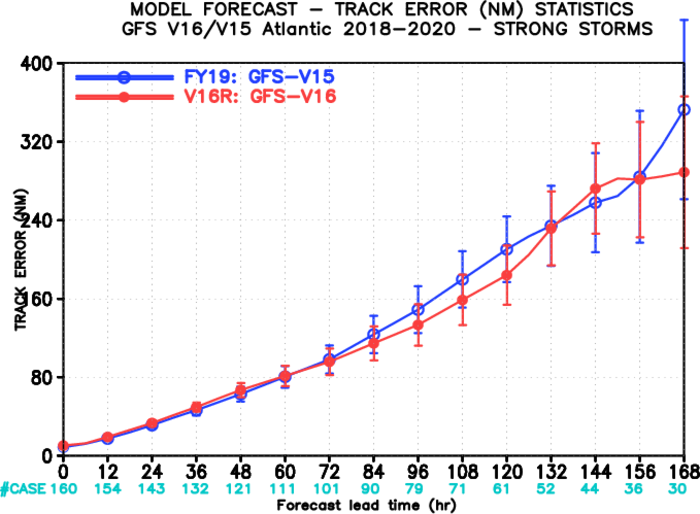 MODEL FORECAST – TRACK ERROR (NM) STATISTICS
GFS V16/V15 Atlantic 2018–2020 – STRONG STORMS
FY19: GFS–V15
V16R: GFS–V16
400
320
240
160
80
0
TRACK ERROR (NM)
0 12 24 36 48 60 72 84 96 108 120 132 144 156 168
#CASE 160 154 143 132 121 111 101 90 79 71 61 52 44 36 30
Forecast lead time (hr)